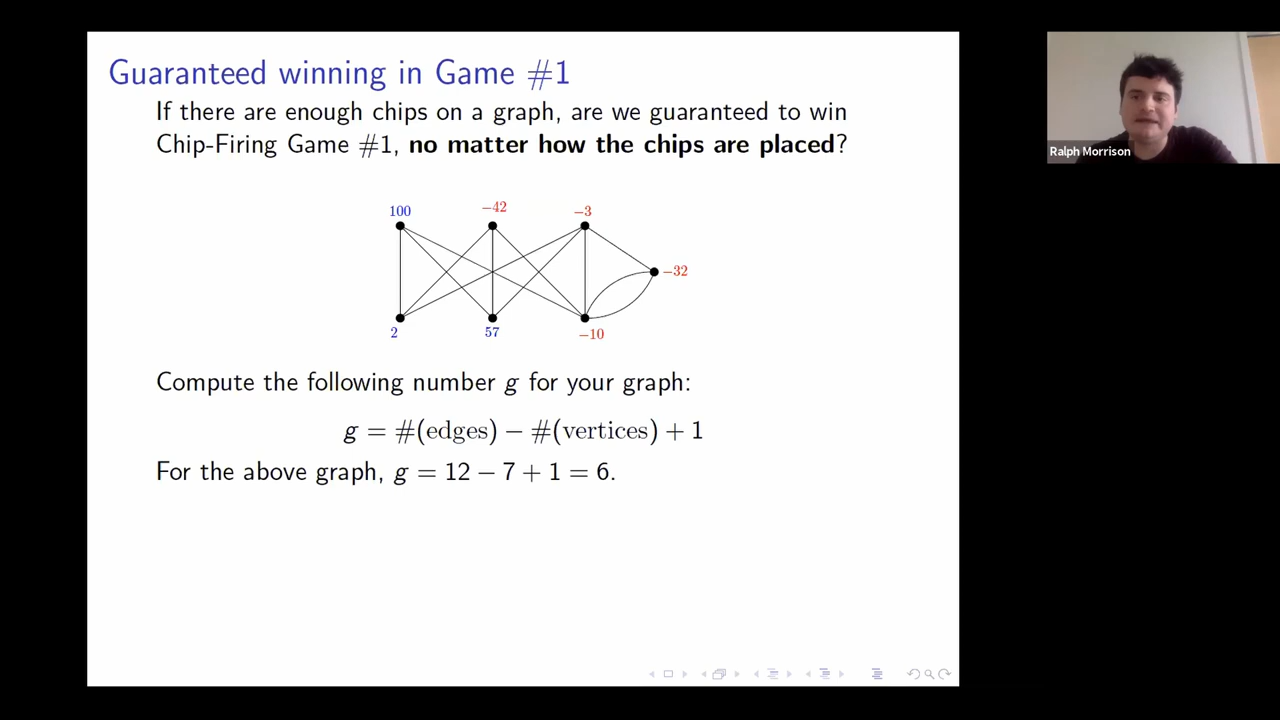 Guaranteed winning in Game #1
If there are enough chips on a graph, are we guaranteed to win
Chip-Firing Game #1, no matter how the chips are placed?
Ralph Morrison
100 −42 −3
−32
2 57 −10
Compute the following number g for your graph:
g = #(edges) − #(vertices) + 1
For the above graph, g = 12 − 7 + 1 = 6.